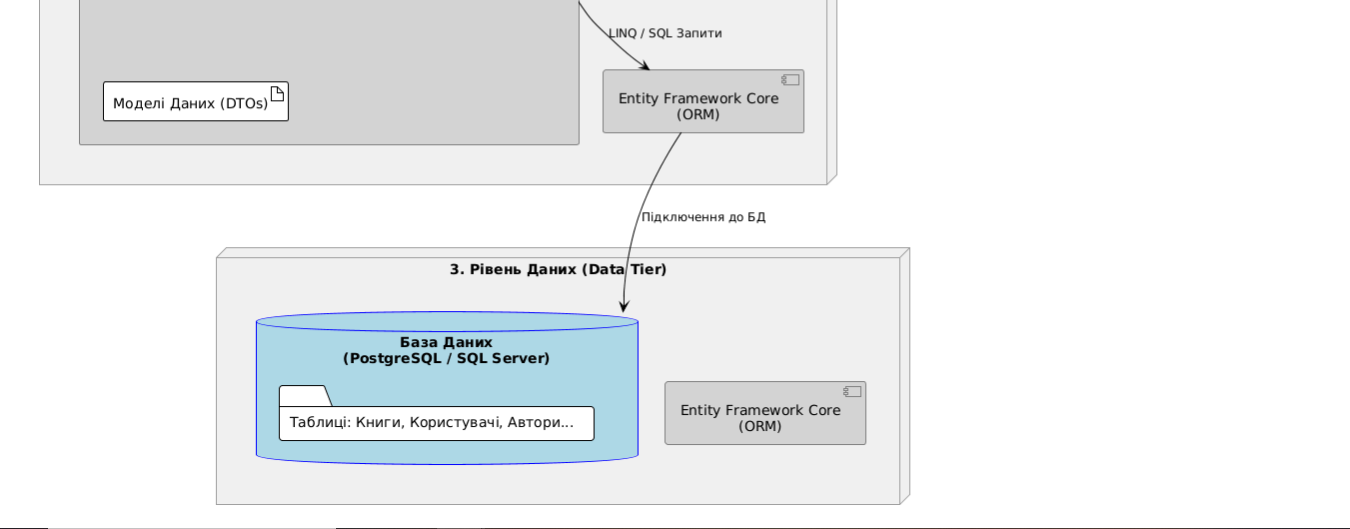 LINQ / SQL Запити
Моделі Даних (DTOs)
Entity Framework Core
(ORM)
Підключення до БД
3. Рівень Даних (Data Tier)
База Даних
(PostgreSQL / SQL Server)
Таблиці: Книги, Користувачі, Автори...
Entity Framework Core
(ORM)